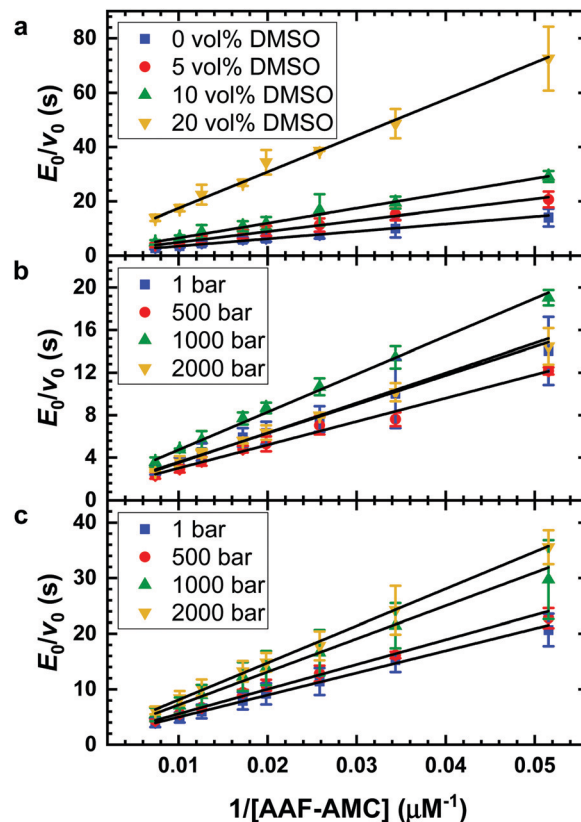 a
0 vol% DMSO
5 vol% DMSO
10 vol% DMSO
20 vol% DMSO
80
60
40
20
0
E₀/v₀ (s)
b
1 bar
500 bar
1000 bar
2000 bar
20
16
12
8
4
0
E₀/v₀ (s)
c
1 bar
500 bar
1000 bar
2000 bar
40
30
20
10
0
E₀/v₀ (s)
0.01 0.02 0.03 0.04 0.05
1/[AAF-AMC] (μM⁻¹)